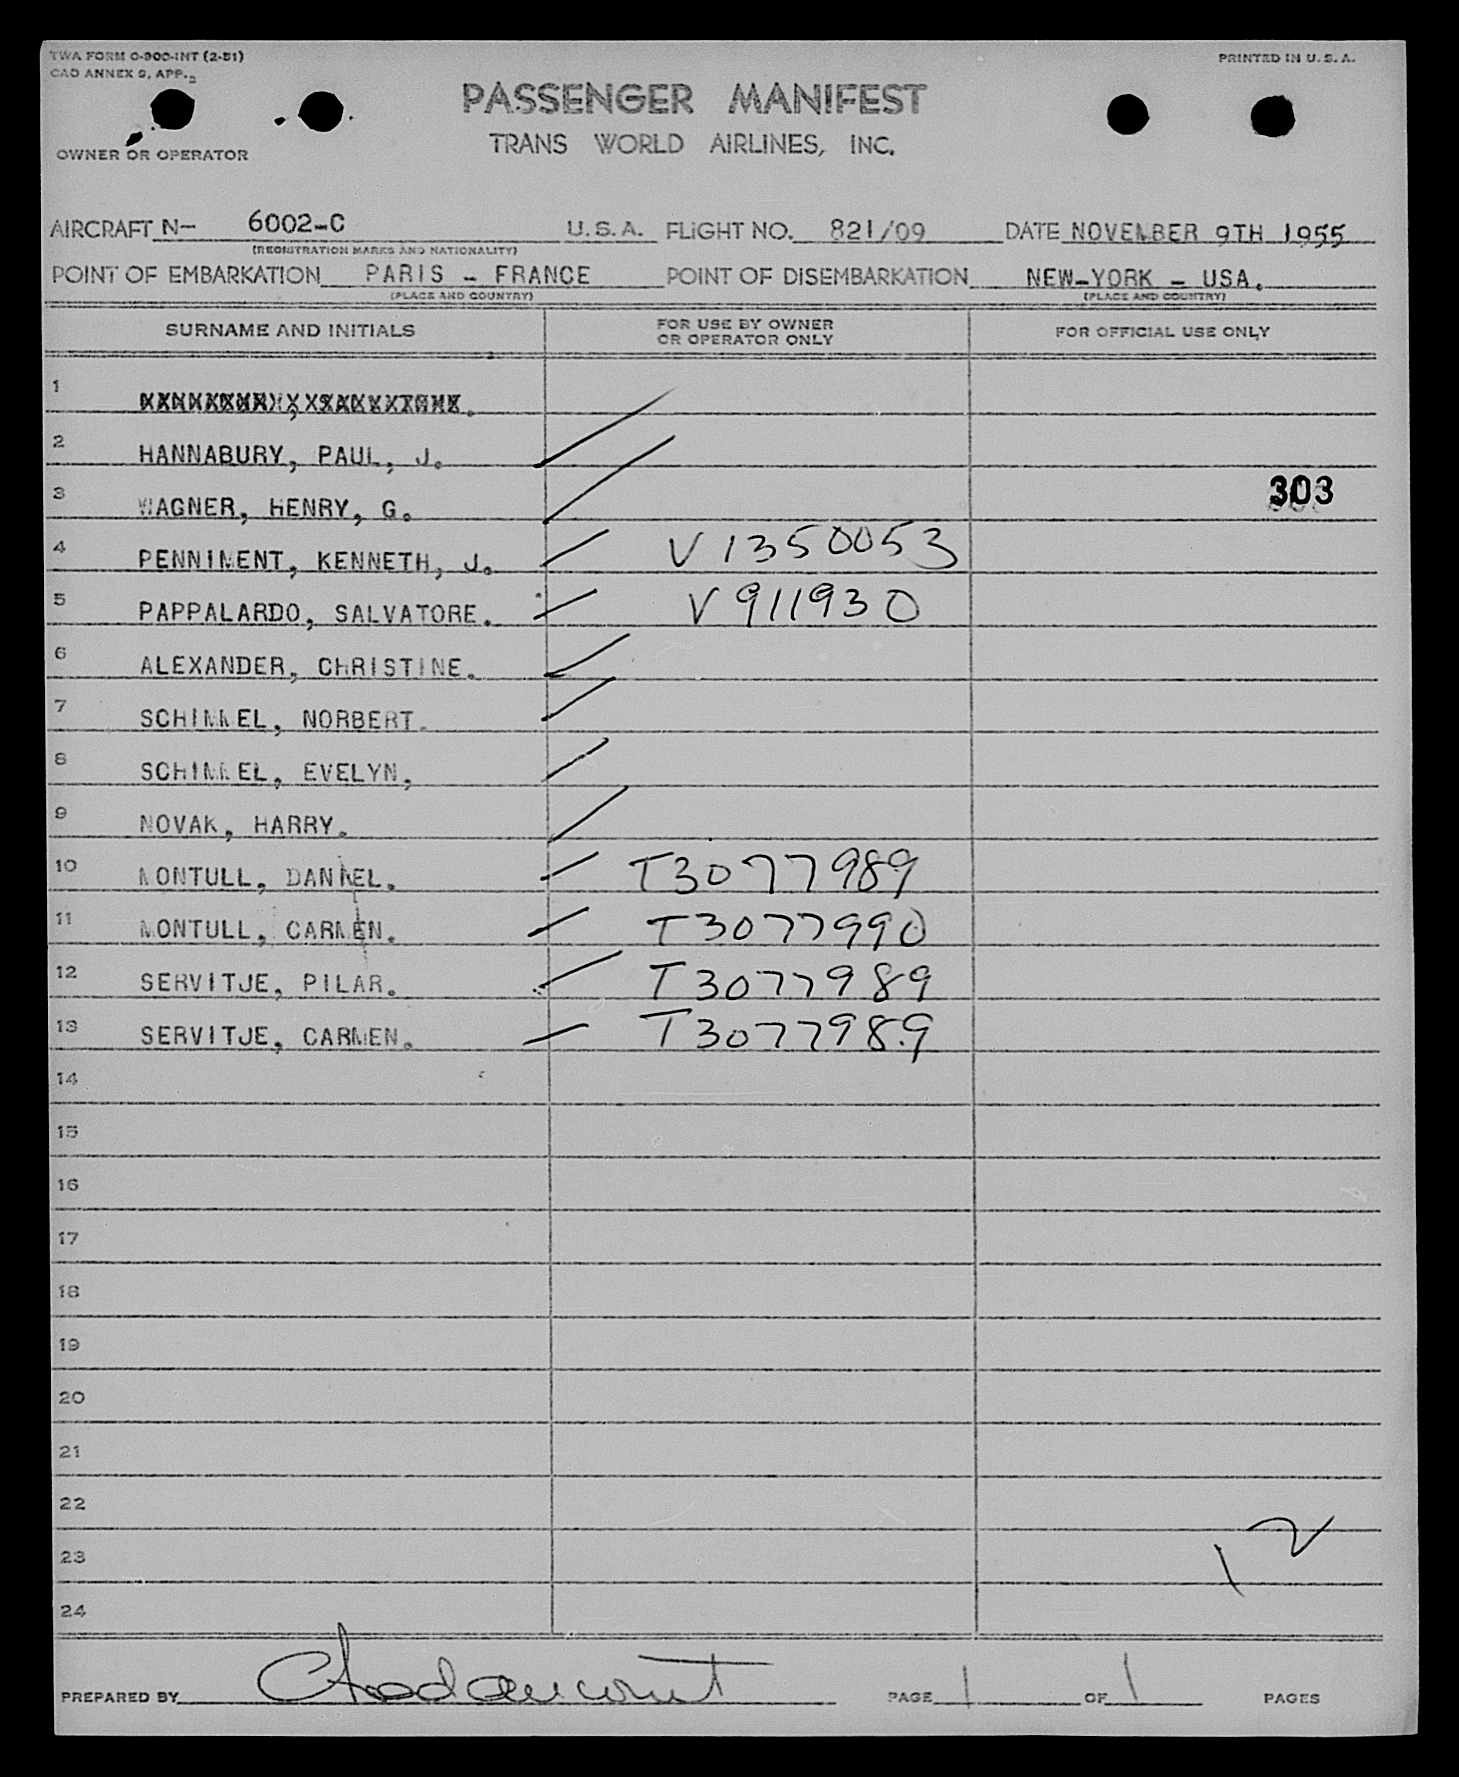 TWA FORM O-900-INT (2-51)
PRINTED IN U. S. A.
CAO ANNEX 9, APP.
PASSENGER MANIFEST
TRANS WORLD AIRLINES, INC.
OWNER OR OPERATOR
AIRCRAFT N- 6002-C U. S. A. FLIGHT NO. 821/09 DATE NOVEMBER 9TH 1955
(REGISTRATION MARKS AND NATIONALITY)
POINT OF EMBARKATION PARIS - FRANCE POINT OF DISEMBARKATION NEW-YORK - USA.
(PLACE AND COUNTRY) (PLACE AND COUNTRY)
SURNAME AND INITIALS FOR USE BY OWNER OR OPERATOR ONLY FOR OFFICIAL USE ONLY
1
2 HANNABURY, PAUL, J.
3 WAGNER, HENRY, G. 303
4 PENNIMENT, KENNETH, J. V 1350053
5 PAPPALARDO, SALVATORE. V 911930
6 ALEXANDER, CHRISTINE.
7 SCHIMMEL, NORBERT.
8 SCHIMMEL, EVELYN,
9 NOVAK, HARRY.
10 MONTULL, DANIEL. T3077989
11 MONTULL, CARMEN. T3077990
12 SERVITJE, PILAR. T3077989
13 SERVITJE, CARMEN. T3077989
14
15
16
17
18
19
20
21
22
23 12
24
PREPARED BY PAGE 1 OF 1 PAGES